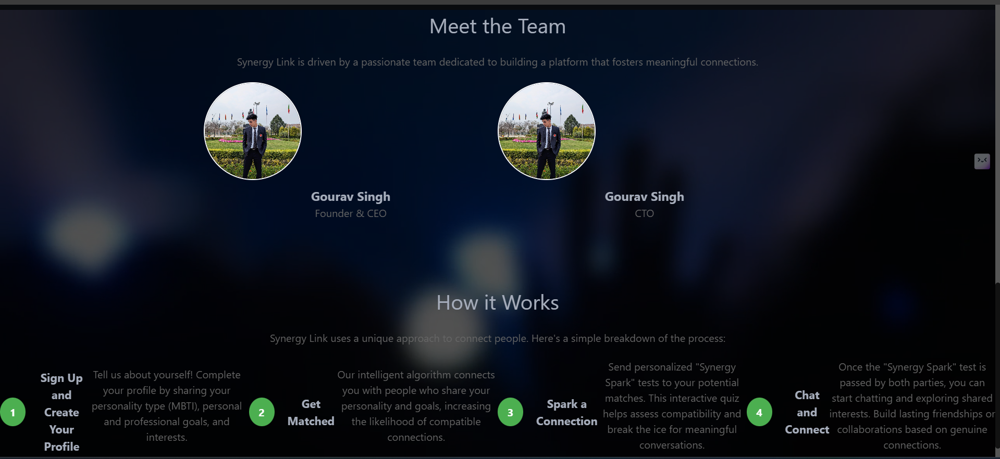 Meet the Team
Synergy Link is driven by a passionate team dedicated to building a platform that fosters meaningful connections.
Gourav Singh
Founder & CEO
Gourav Singh
CTO
How it Works
Synergy Link uses a unique approach to connect people. Here's a simple breakdown of the process:
1
Sign Up
and
Create
Your
Profile
Tell us about yourself! Complete
your profile by sharing your
personality type (MBTI), personal
and professional goals, and
interests.
2
Get
Matched
Our intelligent algorithm connects
you with people who share your
personality and goals, increasing
the likelihood of compatible
connections.
3
Spark a
Connection
Send personalized "Synergy
Spark" tests to your potential
matches. This interactive quiz
helps assess compatibility and
break the ice for meaningful
conversations.
4
Chat
and
Connect
Once the "Synergy Spark" test is
passed by both parties, you can
start chatting and exploring shared
interests. Build lasting friendships or
collaborations based on genuine
connections.